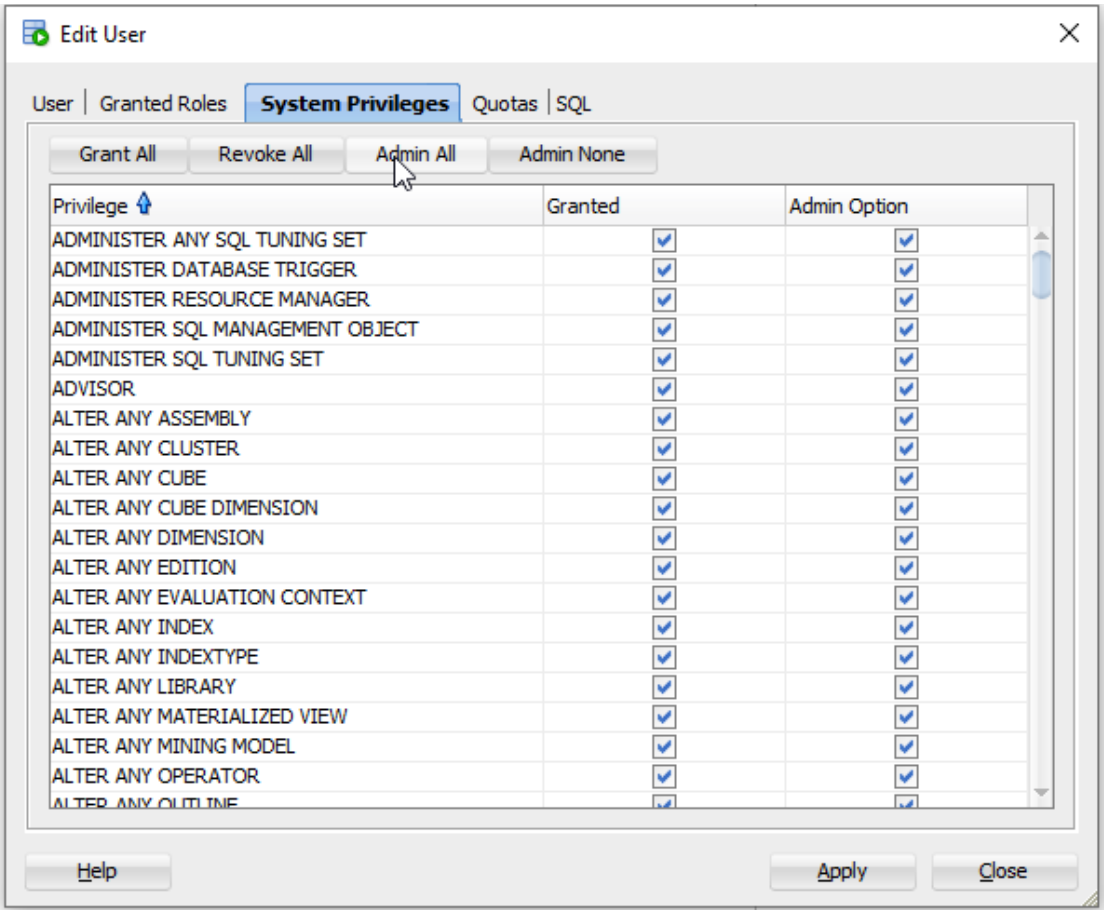 Edit User
User Granted Roles System Privileges Quotas SQL
Grant All Revoke All Admin All Admin None
Privilege Granted Admin Option
ADMINISTER ANY SQL TUNING SET
ADMINISTER DATABASE TRIGGER
ADMINISTER RESOURCE MANAGER
ADMINISTER SQL MANAGEMENT OBJECT
ADMINISTER SQL TUNING SET
ADVISOR
ALTER ANY ASSEMBLY
ALTER ANY CLUSTER
ALTER ANY CUBE
ALTER ANY CUBE DIMENSION
ALTER ANY DIMENSION
ALTER ANY EDITION
ALTER ANY EVALUATION CONTEXT
ALTER ANY INDEX
ALTER ANY INDEXTYPE
ALTER ANY LIBRARY
ALTER ANY MATERIALIZED VIEW
ALTER ANY MINING MODEL
ALTER ANY OPERATOR
ALTER ANY OUTLINE
Help Apply Close